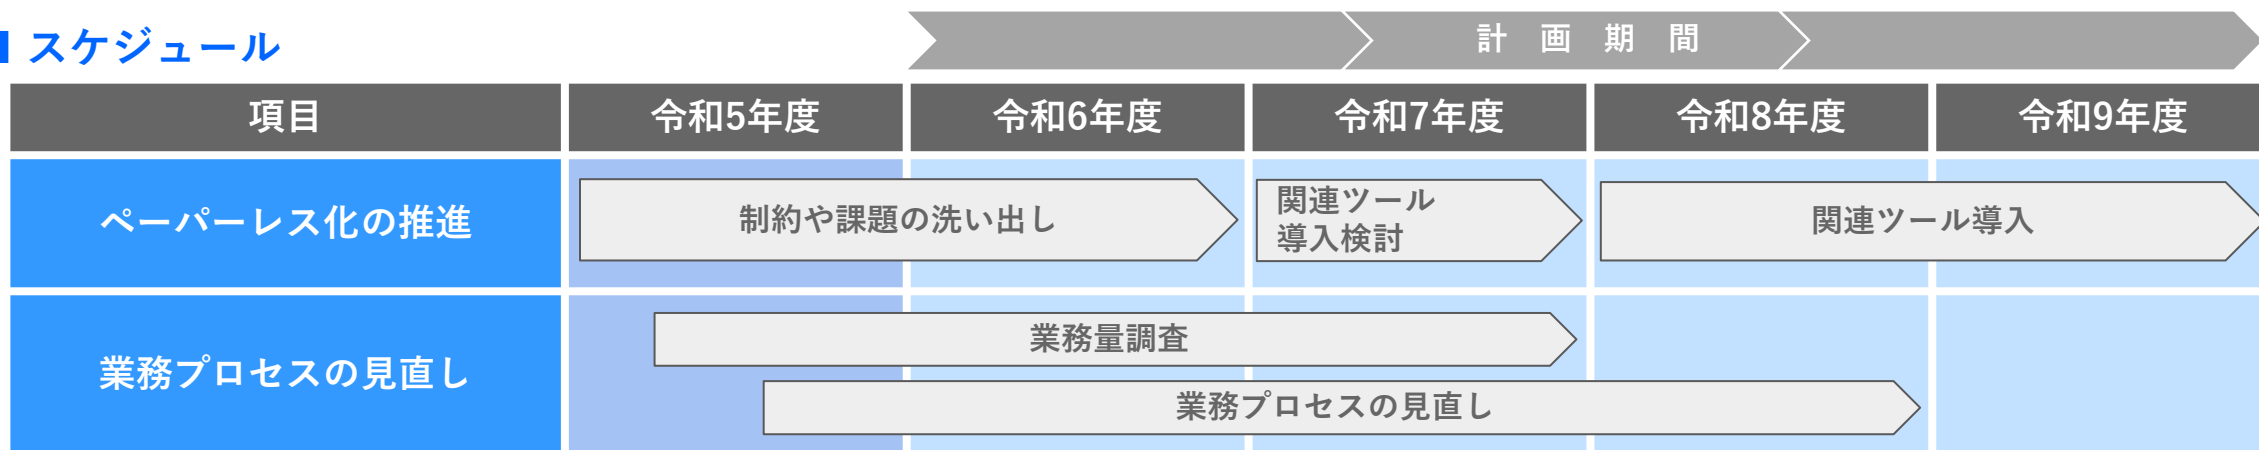 スケジュール
計画期間
項目
令和5年度
令和6年度
令和7年度
令和8年度
令和9年度
ペーパーレス化の推進
制約や課題の洗い出し
関連ツール
導入検討
関連ツール導入
業務プロセスの見直し
業務量調査
業務プロセスの見直し